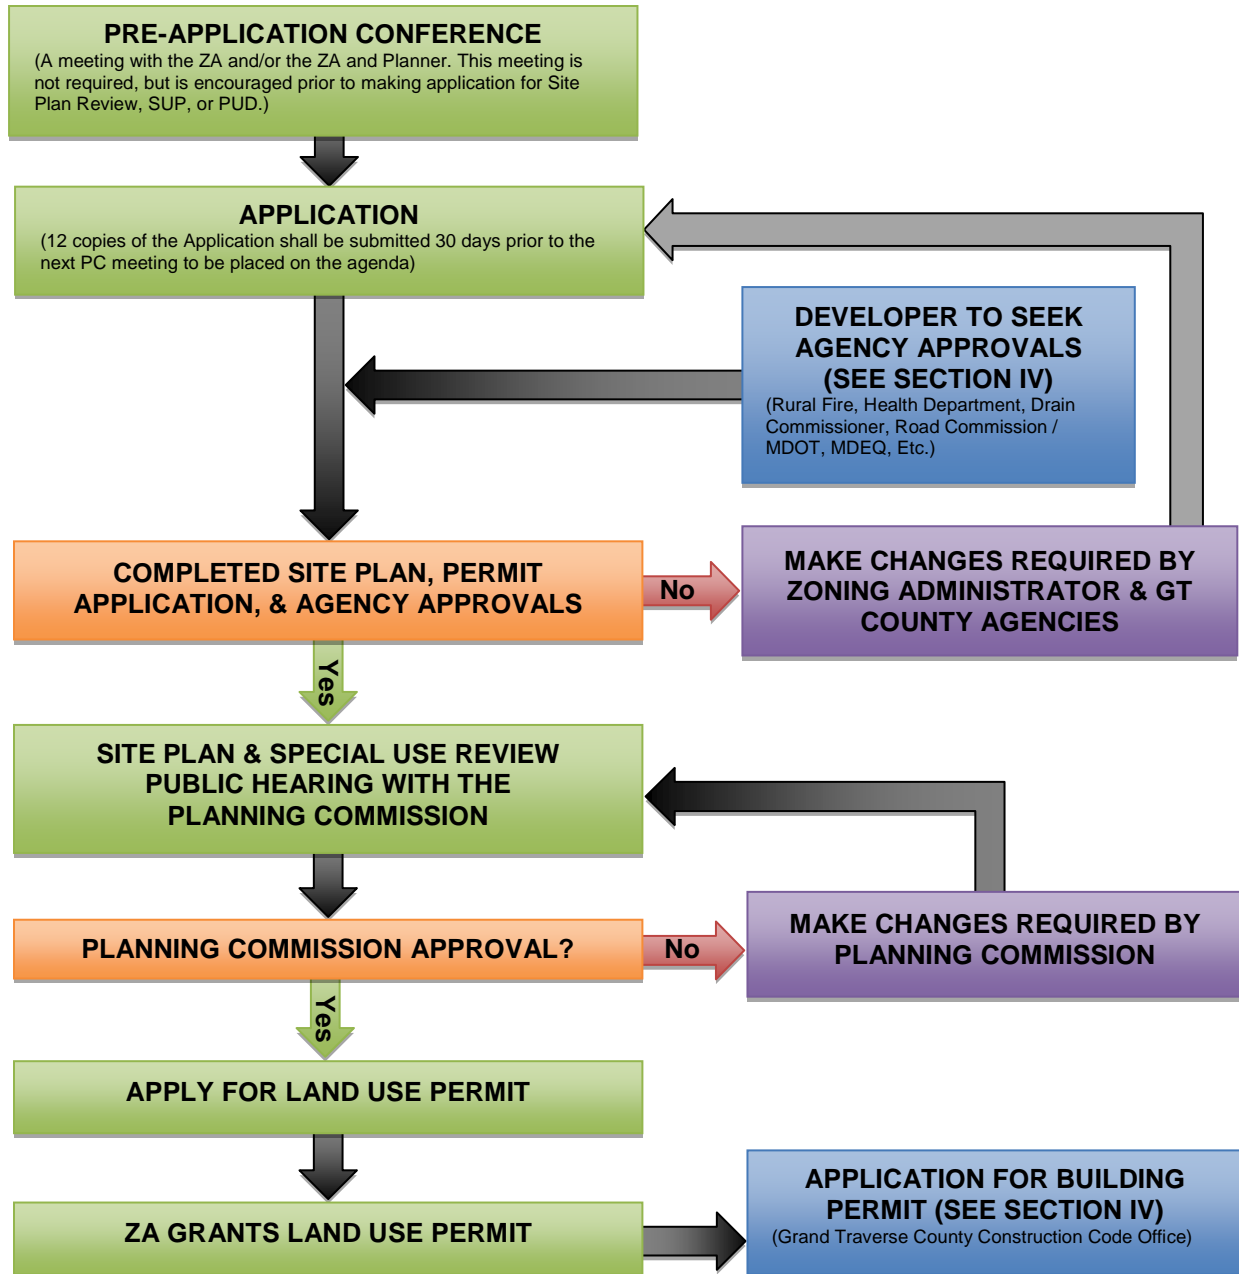 PRE-APPLICATION CONFERENCE
(A meeting with the ZA and/or the ZA and Planner. This meeting is
not required, but is encouraged prior to making application for Site
Plan Review, SUP, or PUD.)
APPLICATION
(12 copies of the Application shall be submitted 30 days prior to the
next PC meeting to be placed on the agenda)
DEVELOPER TO SEEK
AGENCY APPROVALS
(SEE SECTION IV)
(Rural Fire, Health Department, Drain
Commissioner, Road Commission /
MDOT, MDEQ, Etc.)
COMPLETED SITE PLAN, PERMIT
APPLICATION, & AGENCY APPROVALS
No
MAKE CHANGES REQUIRED BY
ZONING ADMINISTRATOR & GT
COUNTY AGENCIES
Yes
SITE PLAN & SPECIAL USE REVIEW
PUBLIC HEARING WITH THE
PLANNING COMMISSION
PLANNING COMMISSION APPROVAL?
No
MAKE CHANGES REQUIRED BY
PLANNING COMMISSION
Yes
APPLY FOR LAND USE PERMIT
ZA GRANTS LAND USE PERMIT
APPLICATION FOR BUILDING
PERMIT (SEE SECTION IV)
(Grand Traverse County Construction Code Office)